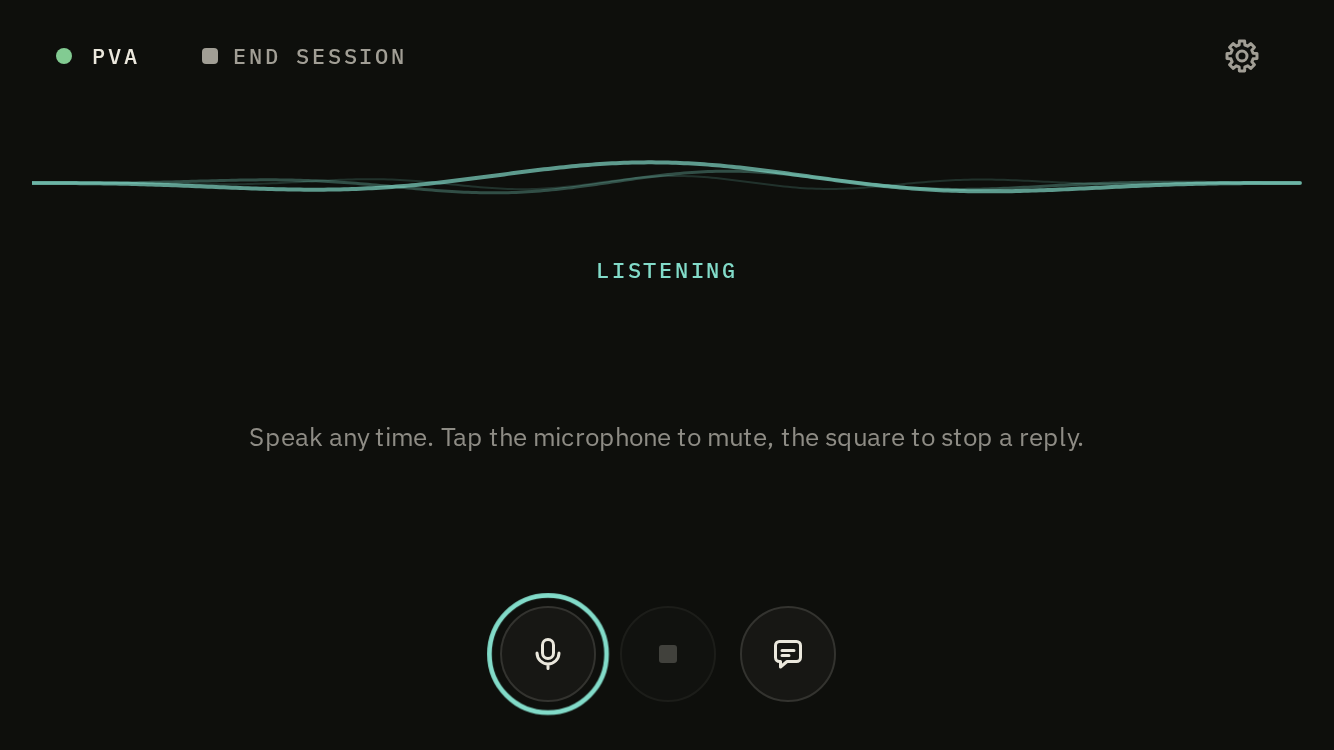 PVA
END SESSION
LISTENING
Speak any time. Tap the microphone to mute, the square to stop a reply.